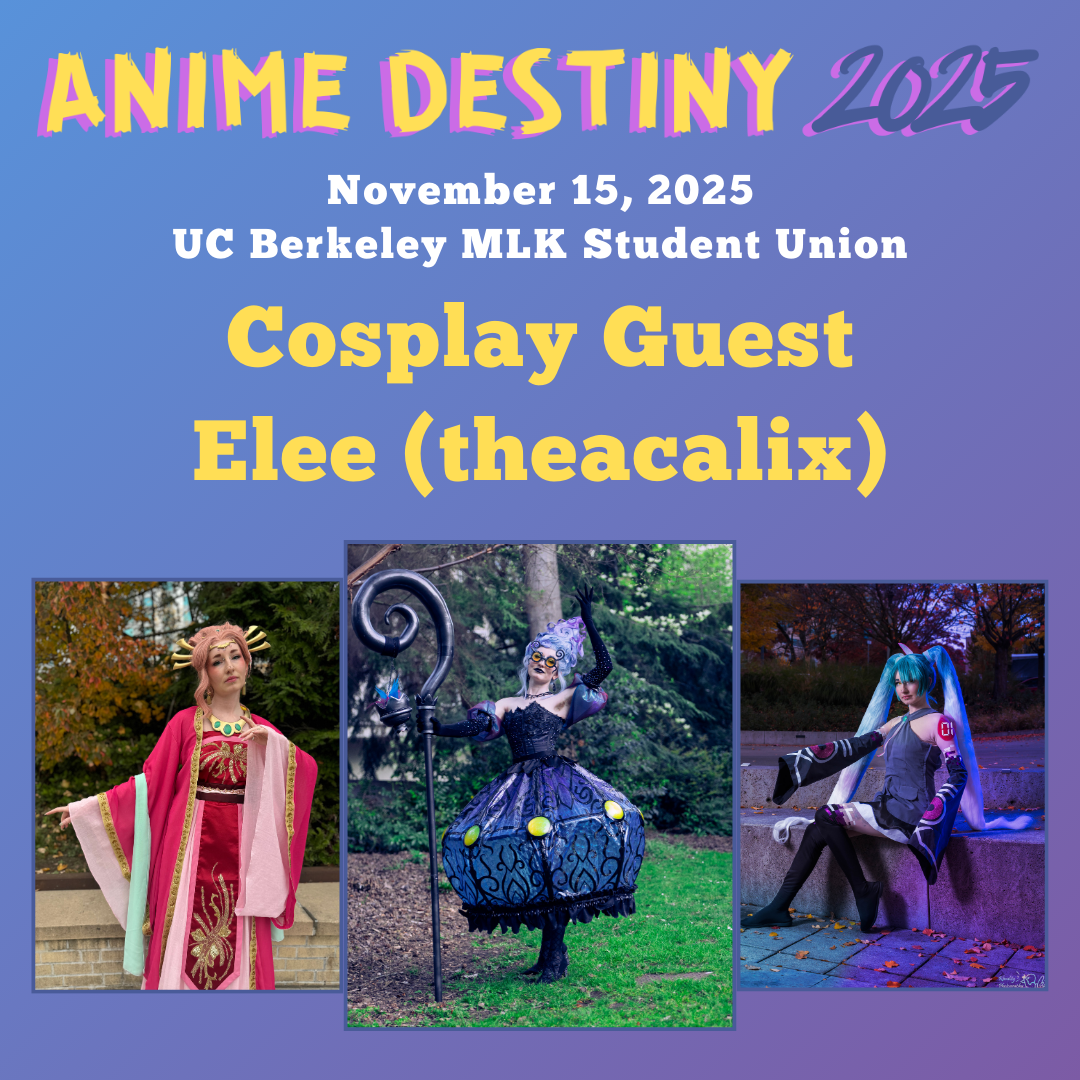 ANIME DESTINY 2025
November 15, 2025
UC Berkeley MLK Student Union
Cosplay Guest
Elee (theacalix)